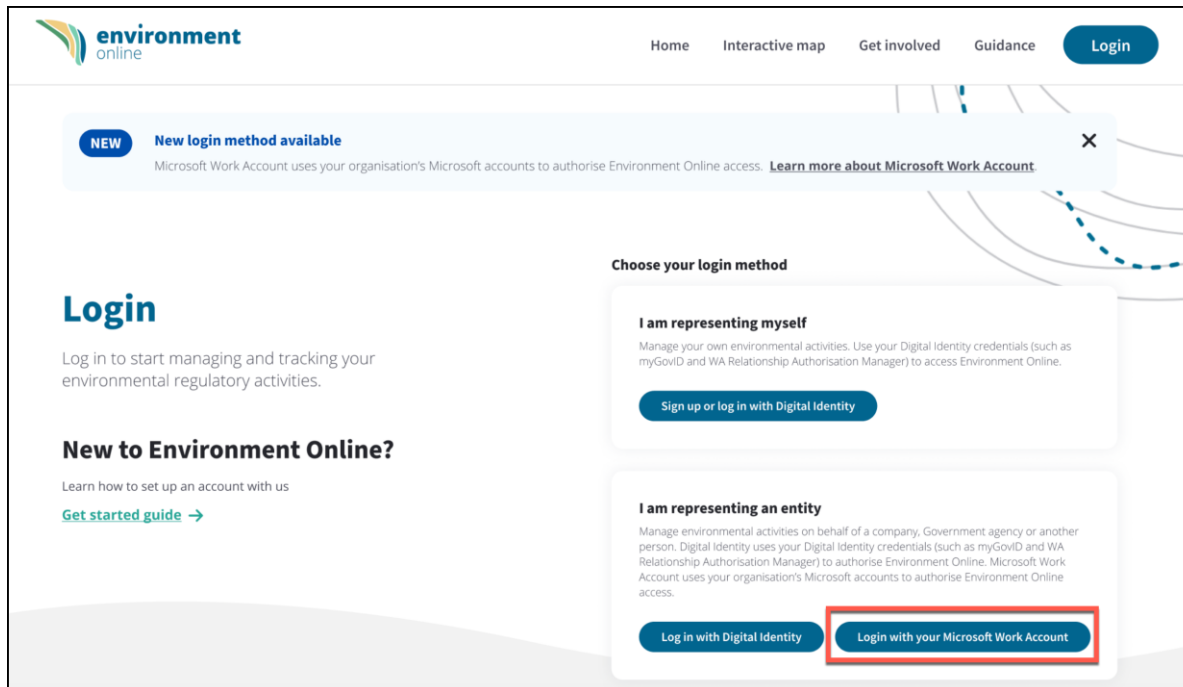 environment
online
Home Interactive map Get involved Guidance Login
NEW New login method available
Microsoft Work Account uses your organisation's Microsoft accounts to authorise Environment Online access. Learn more about Microsoft Work Account.
Login
Log in to start managing and tracking your
environmental regulatory activities.
New to Environment Online?
Learn how to set up an account with us
Get started guide →
Choose your login method
I am representing myself
Manage your own environmental activities. Use your Digital Identity credentials (such as
myGovID and WA Relationship Authorisation Manager) to access Environment Online.
Sign up or log in with Digital Identity
I am representing an entity
Manage environmental activities on behalf of a company, Government agency or another
person. Digital Identity uses your Digital Identity credentials (such as myGovID and WA
Relationship Authorisation Manager) to authorise Environment Online. Microsoft Work
Account uses your organisation's Microsoft accounts to authorise Environment Online
access.
Log in with Digital Identity Login with your Microsoft Work Account